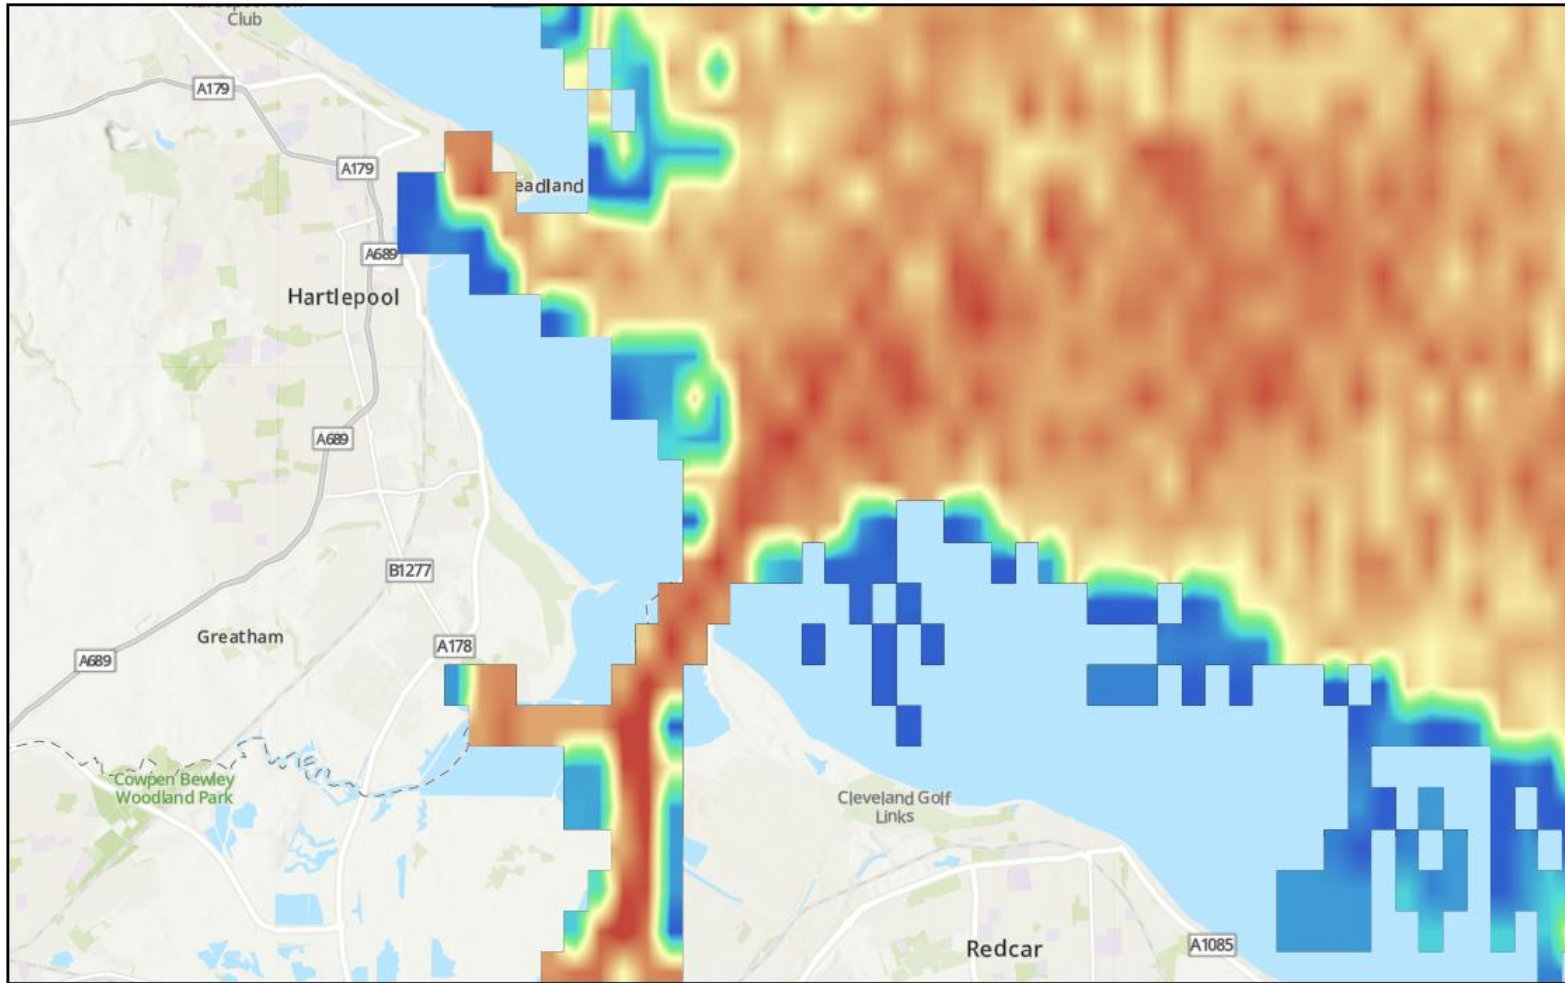 Club
A179
A179
eadland
A689
Hartlepool
A689
B1277
Greatham
A178
A689
Cowpen Bewley
Woodland Park
Cleveland Golf
Links
Redcar
A1085